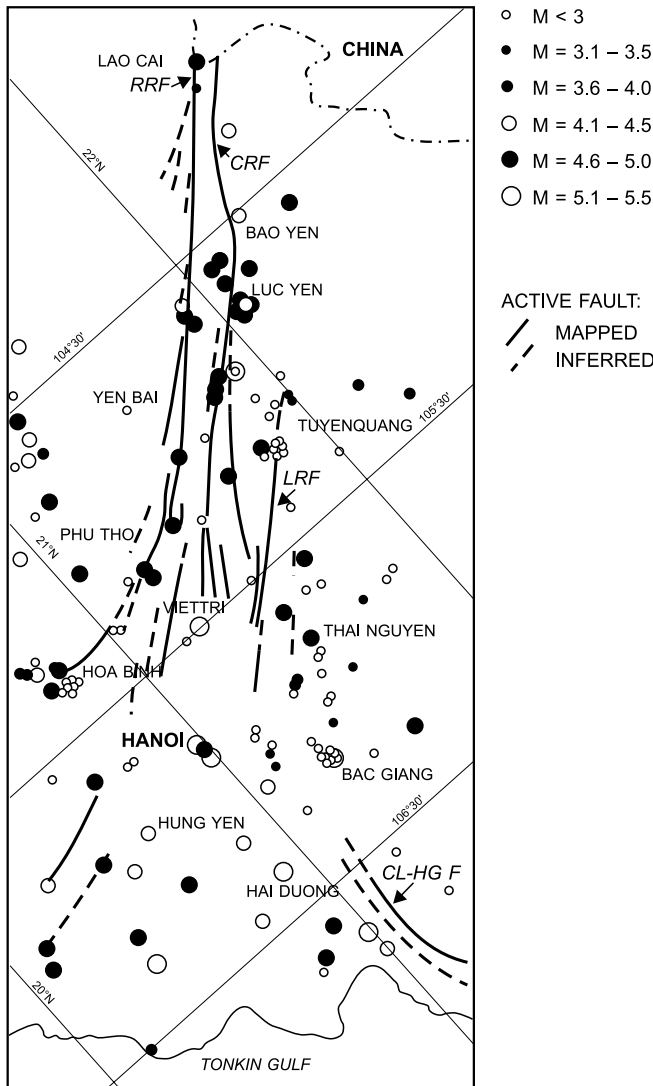 LAO CAI
RRF
CHINA
22°N
CRF
BAO YEN
LUC YEN
104°30'
YEN BAI
105°30'
TUYENQUANG
LRF
PHU THO
21°N
VIETTRI
THAI NGUYEN
HOA BINH
HANOI
BAC GIANG
106°30'
HUNG YEN
CL-HG F
HAI DUONG
20°N
TONKIN GULF
M < 3
M = 3.1 – 3.5
M = 3.6 – 4.0
M = 4.1 – 4.5
M = 4.6 – 5.0
M = 5.1 – 5.5
ACTIVE FAULT:
MAPPED
INFERRED